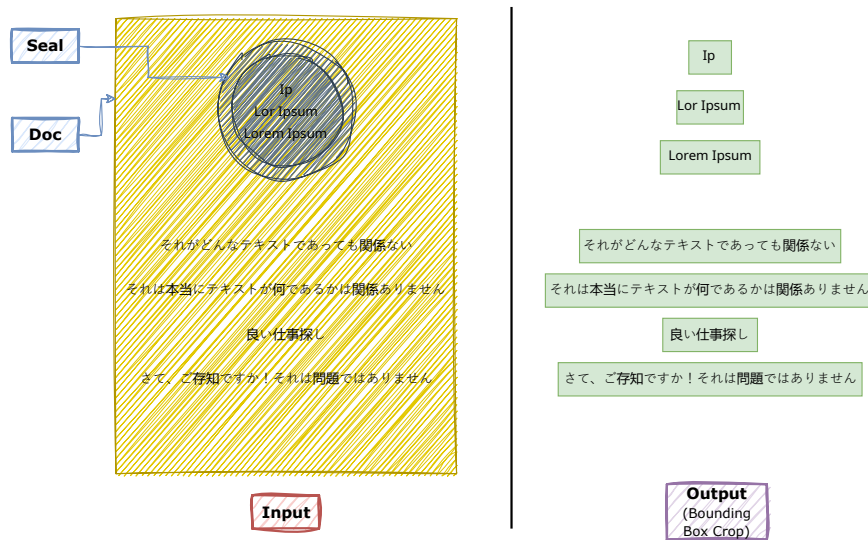 Seal
Doc
Ip
Lor Ipsum
Lorem Ipsum
それがどんなテキストであっても関係ない
それは本当にテキストが何であるかは関係ありません
良い仕事探し
さて、ご存知ですか！それは問題ではありません
Input
Ip
Lor Ipsum
Lorem Ipsum
それがどんなテキストであっても関係ない
それは本当にテキストが何であるかは関係ありません
良い仕事探し
さて、ご存知ですか！それは問題ではありません
Output
(Bounding
Box Crop)